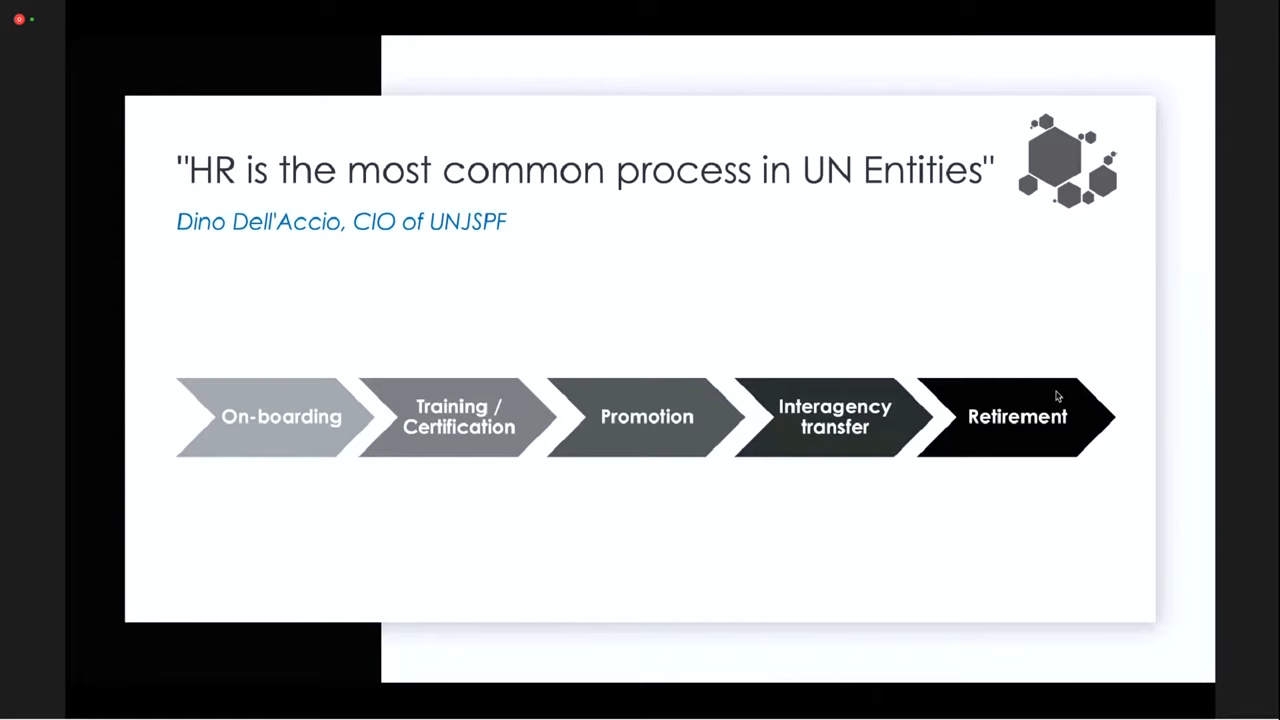 "HR is the most common process in UN Entities"
Dino Dell'Accio, CIO of UNJSPF
On-boarding
Training /
Certification
Promotion
Interagency
transfer
Retirement